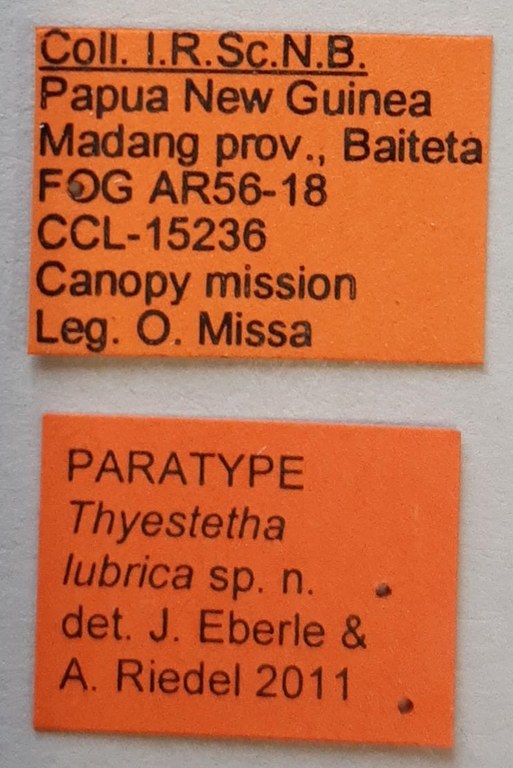 Coll. I.R.Sc.N.B.
Papua New Guinea
Madang prov., Baiteta
FOG AR56-18
CCL-15236
Canopy mission
Leg. O. Missa
PARATYPE
Thyestetha
lubrica sp. n.
det. J. Eberle &
A. Riedel 2011